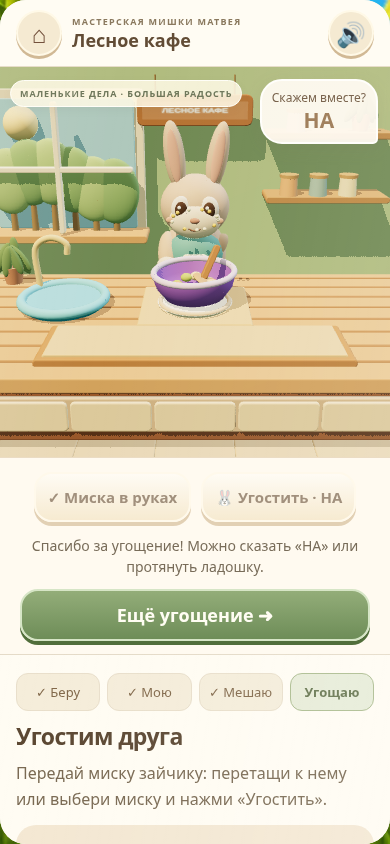 МАСТЕРСКАЯ МИШКИ МАТВЕЯ
Лесное кафе
МАЛЕНЬКИЕ ДЕЛА · БОЛЬШАЯ РАДОСТЬ
Скажем вместе?
НА
ЛЕСНОЕ КАФЕ
✓ Миска в руках
🐰 Угостить · НА
Спасибо за угощение! Можно сказать «НА» или
протянуть ладошку.
Ещё угощение ➜
✓ Беру
✓ Мою
✓ Мешаю
Угощаю
Угостим друга
Передай миску зайчику: перетащи к нему
или выбери миску и нажми «Угостить».